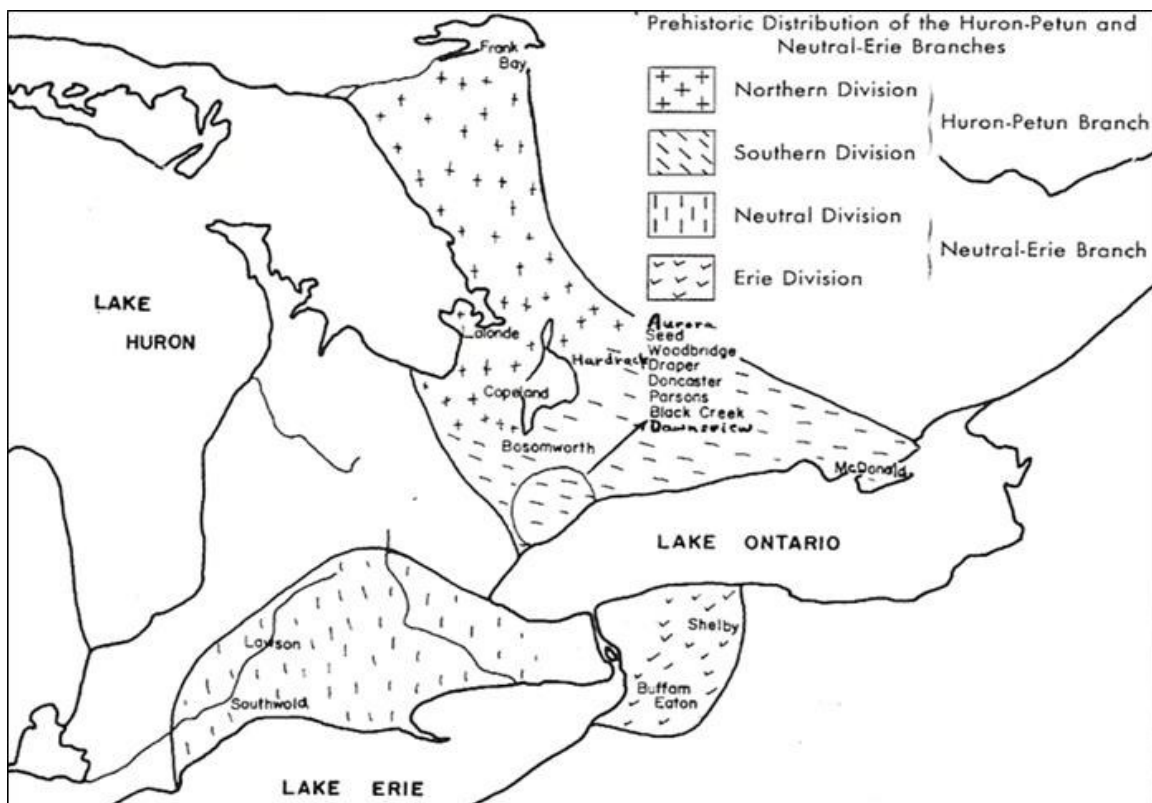 Prehistoric Distribution of the Huron-Petun and
Neutral-Erie Branches
Northern Division
Southern Division
Huron-Petun Branch
Neutral Division
Erie Division
Neutral-Erie Branch
Frank
Bay
LAKE
HURON
Lalonde
Copeland
Hardrock
Bosomworth
Aurora
Seed
Woodbridge
Draper
Doncaster
Parsons
Black Creek
Downsview
McDonald
LAKE ONTARIO
Lawson
Southwold
Shelby
Buffam
Eaton
LAKE ERIE